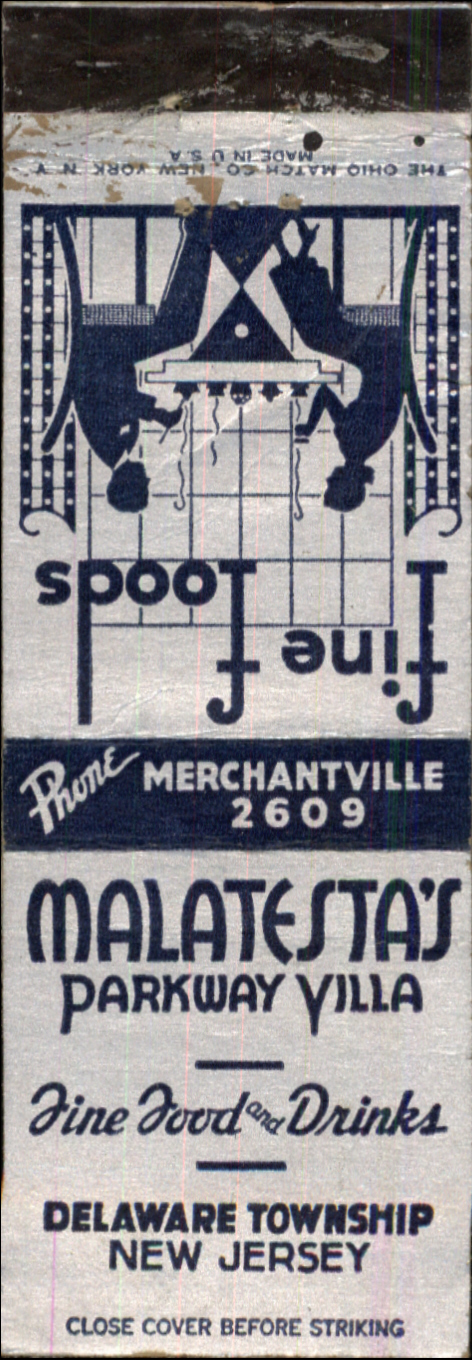 THE OHIO MATCH CO. NEW YORK N. Y.
MADE IN U.S.A.
fine
foods
Phone MERCHANTVILLE
2609
MALATESTA'S
PARKWAY VILLA
Fine Food and Drinks
DELAWARE TOWNSHIP
NEW JERSEY
CLOSE COVER BEFORE STRIKING